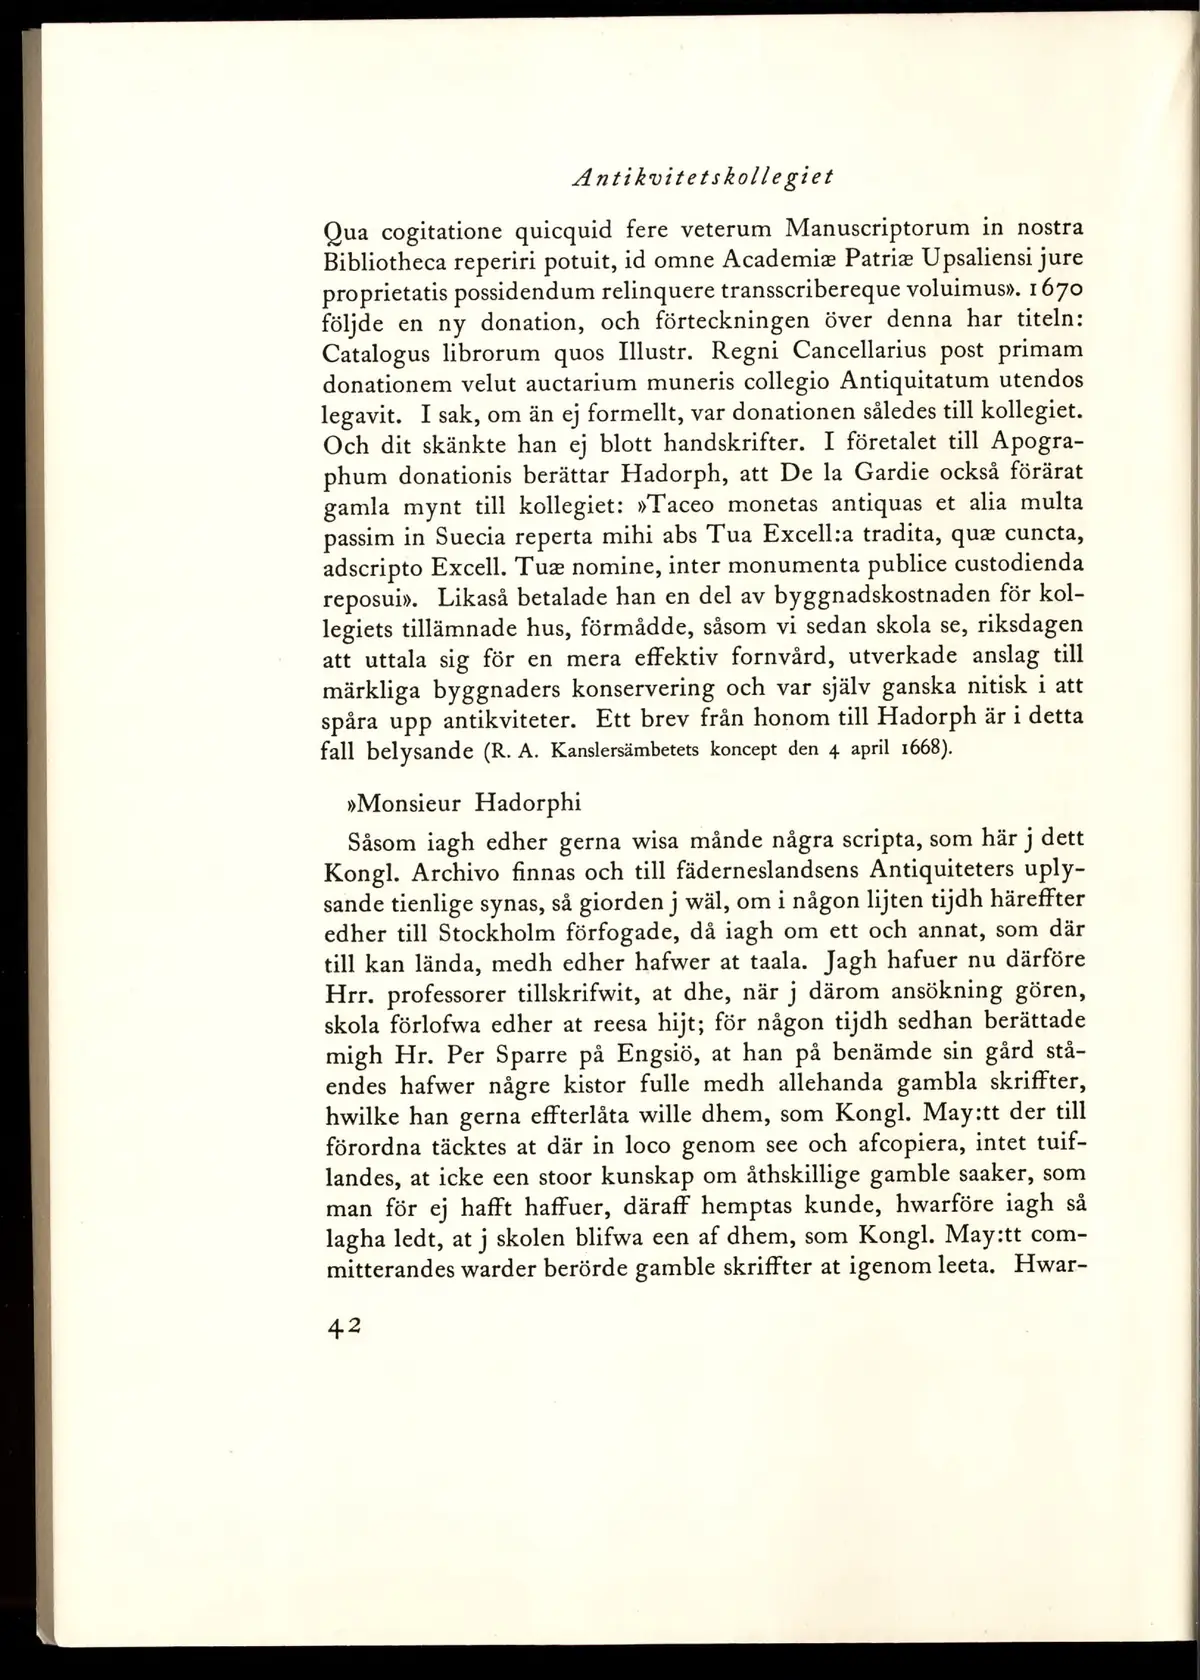 Antikvitetskollegiet
Qua cogitatione quicquid fere veterum Manuscriptorum in nostra
Bibliotheca reperiri potuit, id omne Academiæ Patriæ Upsaliensi jure
proprietatis possidendum relinquere transscribereque voluimus». 1670
följde en ny donation, och förteckningen över denna har titeln:
Catalogus librorum quos Illustr. Regni Cancellarius post primam
donationem velut auctarium muneris collegio Antiquitatum utendos
legavit. I sak, om än ej formellt, var donationen således till kollegiet.
Och dit skänkte han ej blott handskrifter. I företalet till Apogra-
phum donationis berättar Hadorph, att De la Gardie också förärat
gamla mynt till kollegiet: »Taceo monetas antiquas et alia multa
passim in Suecia reperta mihi abs Tua Excell:a tradita, quæ cuncta,
adscripto Excell. Tuæ nomine, inter monumenta publice custodienda
reposui». Likaså betalade han en del av byggnadskostnaden för kol-
legiets tillämnade hus, förmådde, såsom vi sedan skola se, riksdagen
att uttala sig för en mera effektiv fornvård, utverkade anslag till
märkliga byggnaders konservering och var själv ganska nitisk i att
spåra upp antikviteter. Ett brev från honom till Hadorph är i detta
fall belysande (R. A. Kanslersämbetets koncept den 4 april 1668).
»Monsieur Hadorphi
Såsom iagh edher gerna wisa månde några scripta, som här j dett
Kongl. Archivo finnas och till fäderneslandsens Antiquiteters uply-
sande tienlige synas, så giorden j wäl, om i någon lijten tijdh häreffter
edher till Stockholm förfogade, då iagh om ett och annat, som där
till kan lända, medh edher hafwer at taala. Jagh hafuer nu därföre
Hrr. professorer tillskrifwit, at dhe, när j därom ansökning gören,
skola förlofwa edher at reesa hijt; för någon tijdh sedhan berättade
migh Hr. Per Sparre på Engsiö, at han på benämde sin gård stå-
endes hafwer någre kistor fulle medh allehanda gambla skriffter,
hwilke han gerna effterlåta wille dhem, som Kongl. May:tt der till
förordna täcktes at där in loco genom see och afcopiera, intet tuif-
landes, at icke een stoor kunskap om åthskillige gamble saaker, som
man för ej hafft haffuer, däraff hemptas kunde, hwarföre iagh så
lagha ledt, at j skolen blifwa een af dhem, som Kongl. May:tt com-
mitterandes warder berörde gamble skriffter at igenom leeta. Hwar-
42